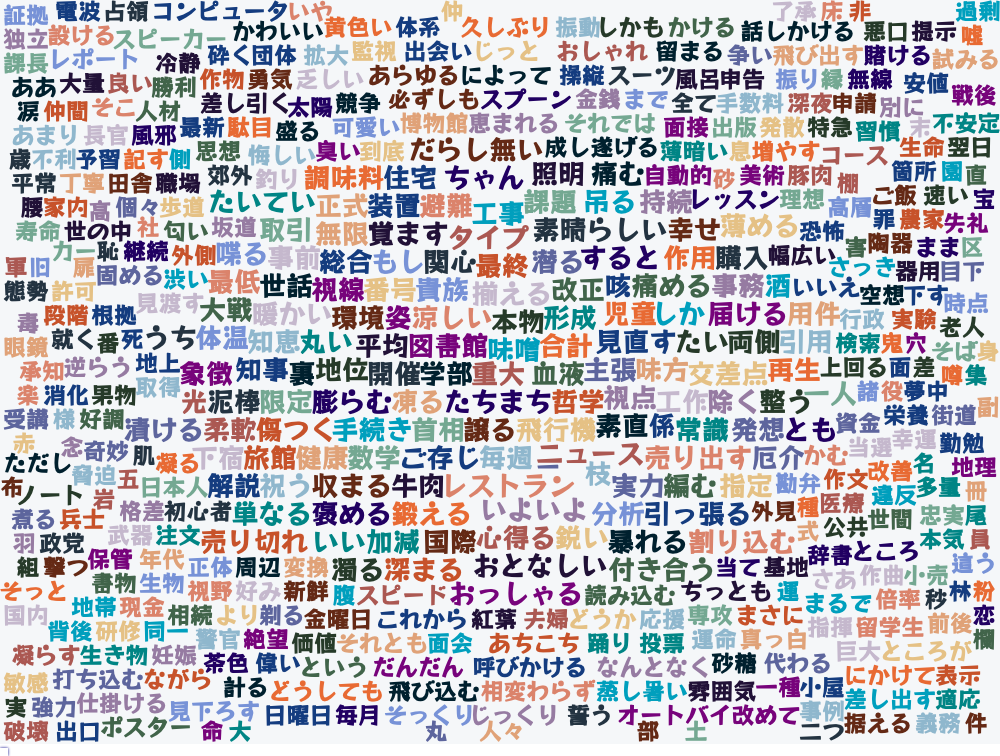 証拠 電波 占領 コンピュータ いや 仲 了承 床 非 過剰
独立 設ける スピーカー かわいい 黄色い 体系 久しぶり 振動 しかも かける 話しかける 悪口 提示 嘘
課長 レポート 冷静 砕く 団体 拡大 監視 出会い じっと おしゃれ 留まる 争い 飛び出す 賭ける 試みる
ああ 大量 良い 勝利 作物 勇気 乏しい あらゆる によって 操縦 スーツ 風呂 申告 振り 縁 無線 安値 戦後
涙 仲間 そこ 人材 差し引く 太陽 競争 必ずしも スプーン 金銭 まで 全て 手数料 深夜 申請 別に
あまり 長官 風邪 最新 駄目 盛る 可愛い 博物館 恵まれる それでは 面接 出版 発散 特急 習慣 末 不安定
歳 不利 予習 記す 側 思想 悔しい 臭い 到底 だらし無い 成し遂げる 薄暗い 息 増やす コース 生命 翌日
平常 丁寧 田舎 職場 郊外 釣り 調味料 住宅 ちゃん 照明 痛む 自動的 砂 美術 豚肉 棚 箇所 園 直
腰 家内 高 個々 歩道 たいてい 正式 装置 避難 工事 課題 吊る 持続 レッスン 理想 高層 ご飯 速い 宝
寿命 世の中 社 匂い 坂道 取引 無限 覚ます タイプ 素晴らしい 幸せ 薄める 恐怖 罪 農家 失礼
カー 恥 継続 外側 喋る 事前 総合 もし 関心 最終 潜る すると 作用 購入 幅広い 害 陶器 まま 区
軍 旧 扉 固める 渋い 最低 世話 視線 番号 貴族 揃える 改正 咳 痛める 事務 酒 いいえ さっき 器用 目下
態勢 許可 見渡す 大戦 暖かい 環境 姿 涼しい 本物 形成 児童 しか 届ける 用件 行政 空想 下す 時点
毒 段階 根拠 実験 老人
眼鏡 就く 番 死 うち 体温 知恵 丸い 平均 図書館 味噌 合計 見直す たい 両側 引用 検索 鬼 穴 そば 身
承知 逆らう 地上 象徴 知事 裏 地位 開催 学部 重大 血液 主張 味方 交差点 再生 上回る 面 差 噂 集
楽 消化 果物 取得 光 泥棒 限定 膨らむ 凍る たちまち 哲学 視点 工作 除く 整う 一人 諸 役 夢中
受講 様 好調 漬ける 柔軟 傷つく 手続き 首相 譲る 飛行機 素直 係 常識 発想 とも 資金 栄養 街道 副
赤 念 奇妙 肌 凝る 下宿 旅館 健康 数学 ご存じ 毎週 ニュース 売り出す 厄介 かむ 当選 幸運 勤勉
ただし 脅迫 五 日本人 解説 祝う 収まる 牛肉 レストラン 枝 実力 編む 指定 勘弁 作文 改善 名 地理
布 ノート 岩 格差 初心者 単なる 褒める 鍛える いよいよ 分析 引っ張る 外見 種 医療 違反 多量 冊
煮る 兵士 武器 注文 売り切れ いい加減 国際 心得る 鋭い 暴れる 割り込む 式 公共 世間 忠実 尾
羽 政党 保管 年代 正体 周辺 変換 濁る 深まる おとなしい 付き合う 当て 基地 辞書 ところ 本気 員
組 撃つ 書物 生物 視野 好み 新鮮 腹 スピード おっしゃる 読み込む ちっとも 運 さあ 作曲 小売 違う
そっと 地帯 現金 相続 より 剃る 金曜日 これから 紅葉 夫婦 どうか 応援 専攻 まさに まるで 倍率 秒 林 粉
国内 背後 研修 同一 警官 絶望 価値 それとも 面会 あちこち 踊り 投票 運命 真っ白 指揮 留学生 前後 恋
凝らす 生き物 妊娠 茶色 偉い という だんだん 呼びかける なんとなく 砂糖 代わる 巨大 ところが 欄
敏感 打ち込む ながら 計る どうしても 飛び込む 相変わらず 蒸し暑い 雰囲気 一種 小屋 にかけて 表示
実 強力 仕掛ける 見下ろす 日曜日 毎月 そっくり じっくり 誓う オートバイ 改めて 事例 差し出す 適応
破壊 出口 ポスター 命 大 丸 人々 部 土 二つ 据える 義務 件